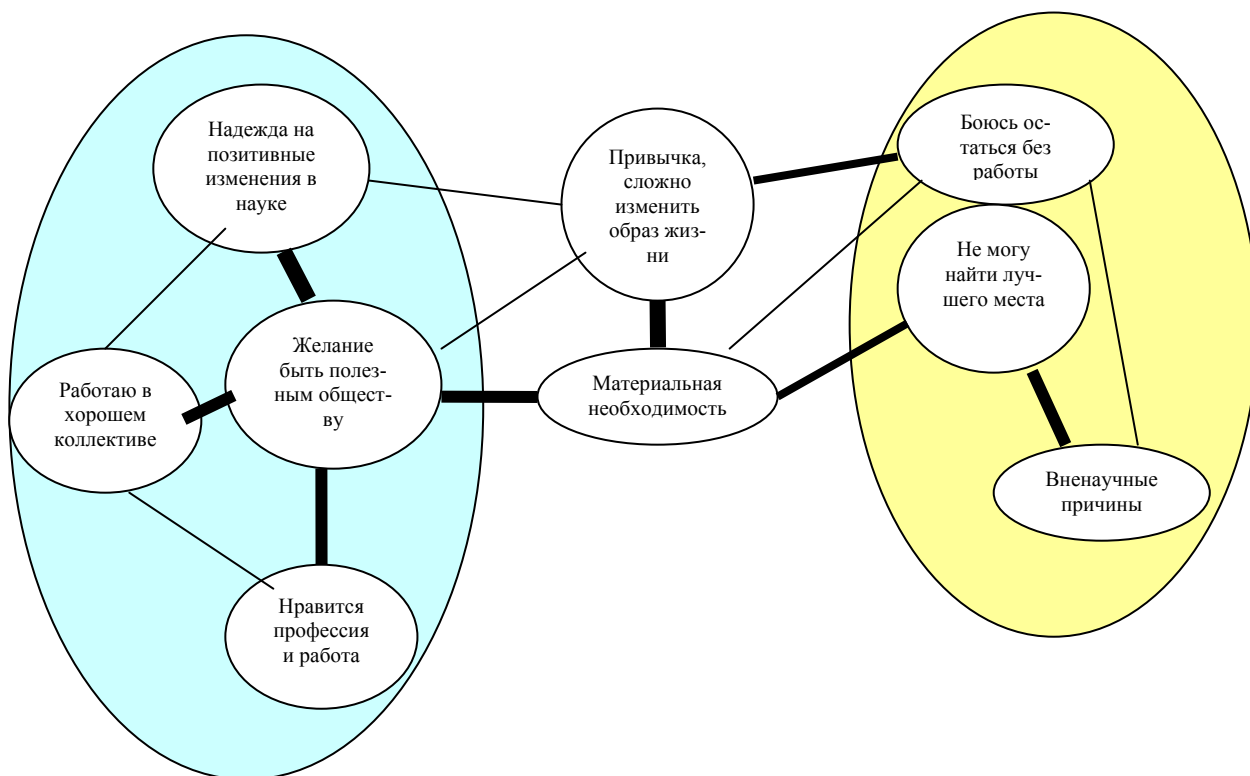 Надежда на
позитивные
изменения в
науке
Привычка,
сложно
изменить
образ жиз-
ни
Боюсь ос-
таться без
работы
Не могу
найти луч-
шего места
Желание
быть полез-
ным общест-
ву
Работаю в
хорошем
коллективе
Материальная
необходимость
Вненаучные
причины
Нравится
профессия
и работа